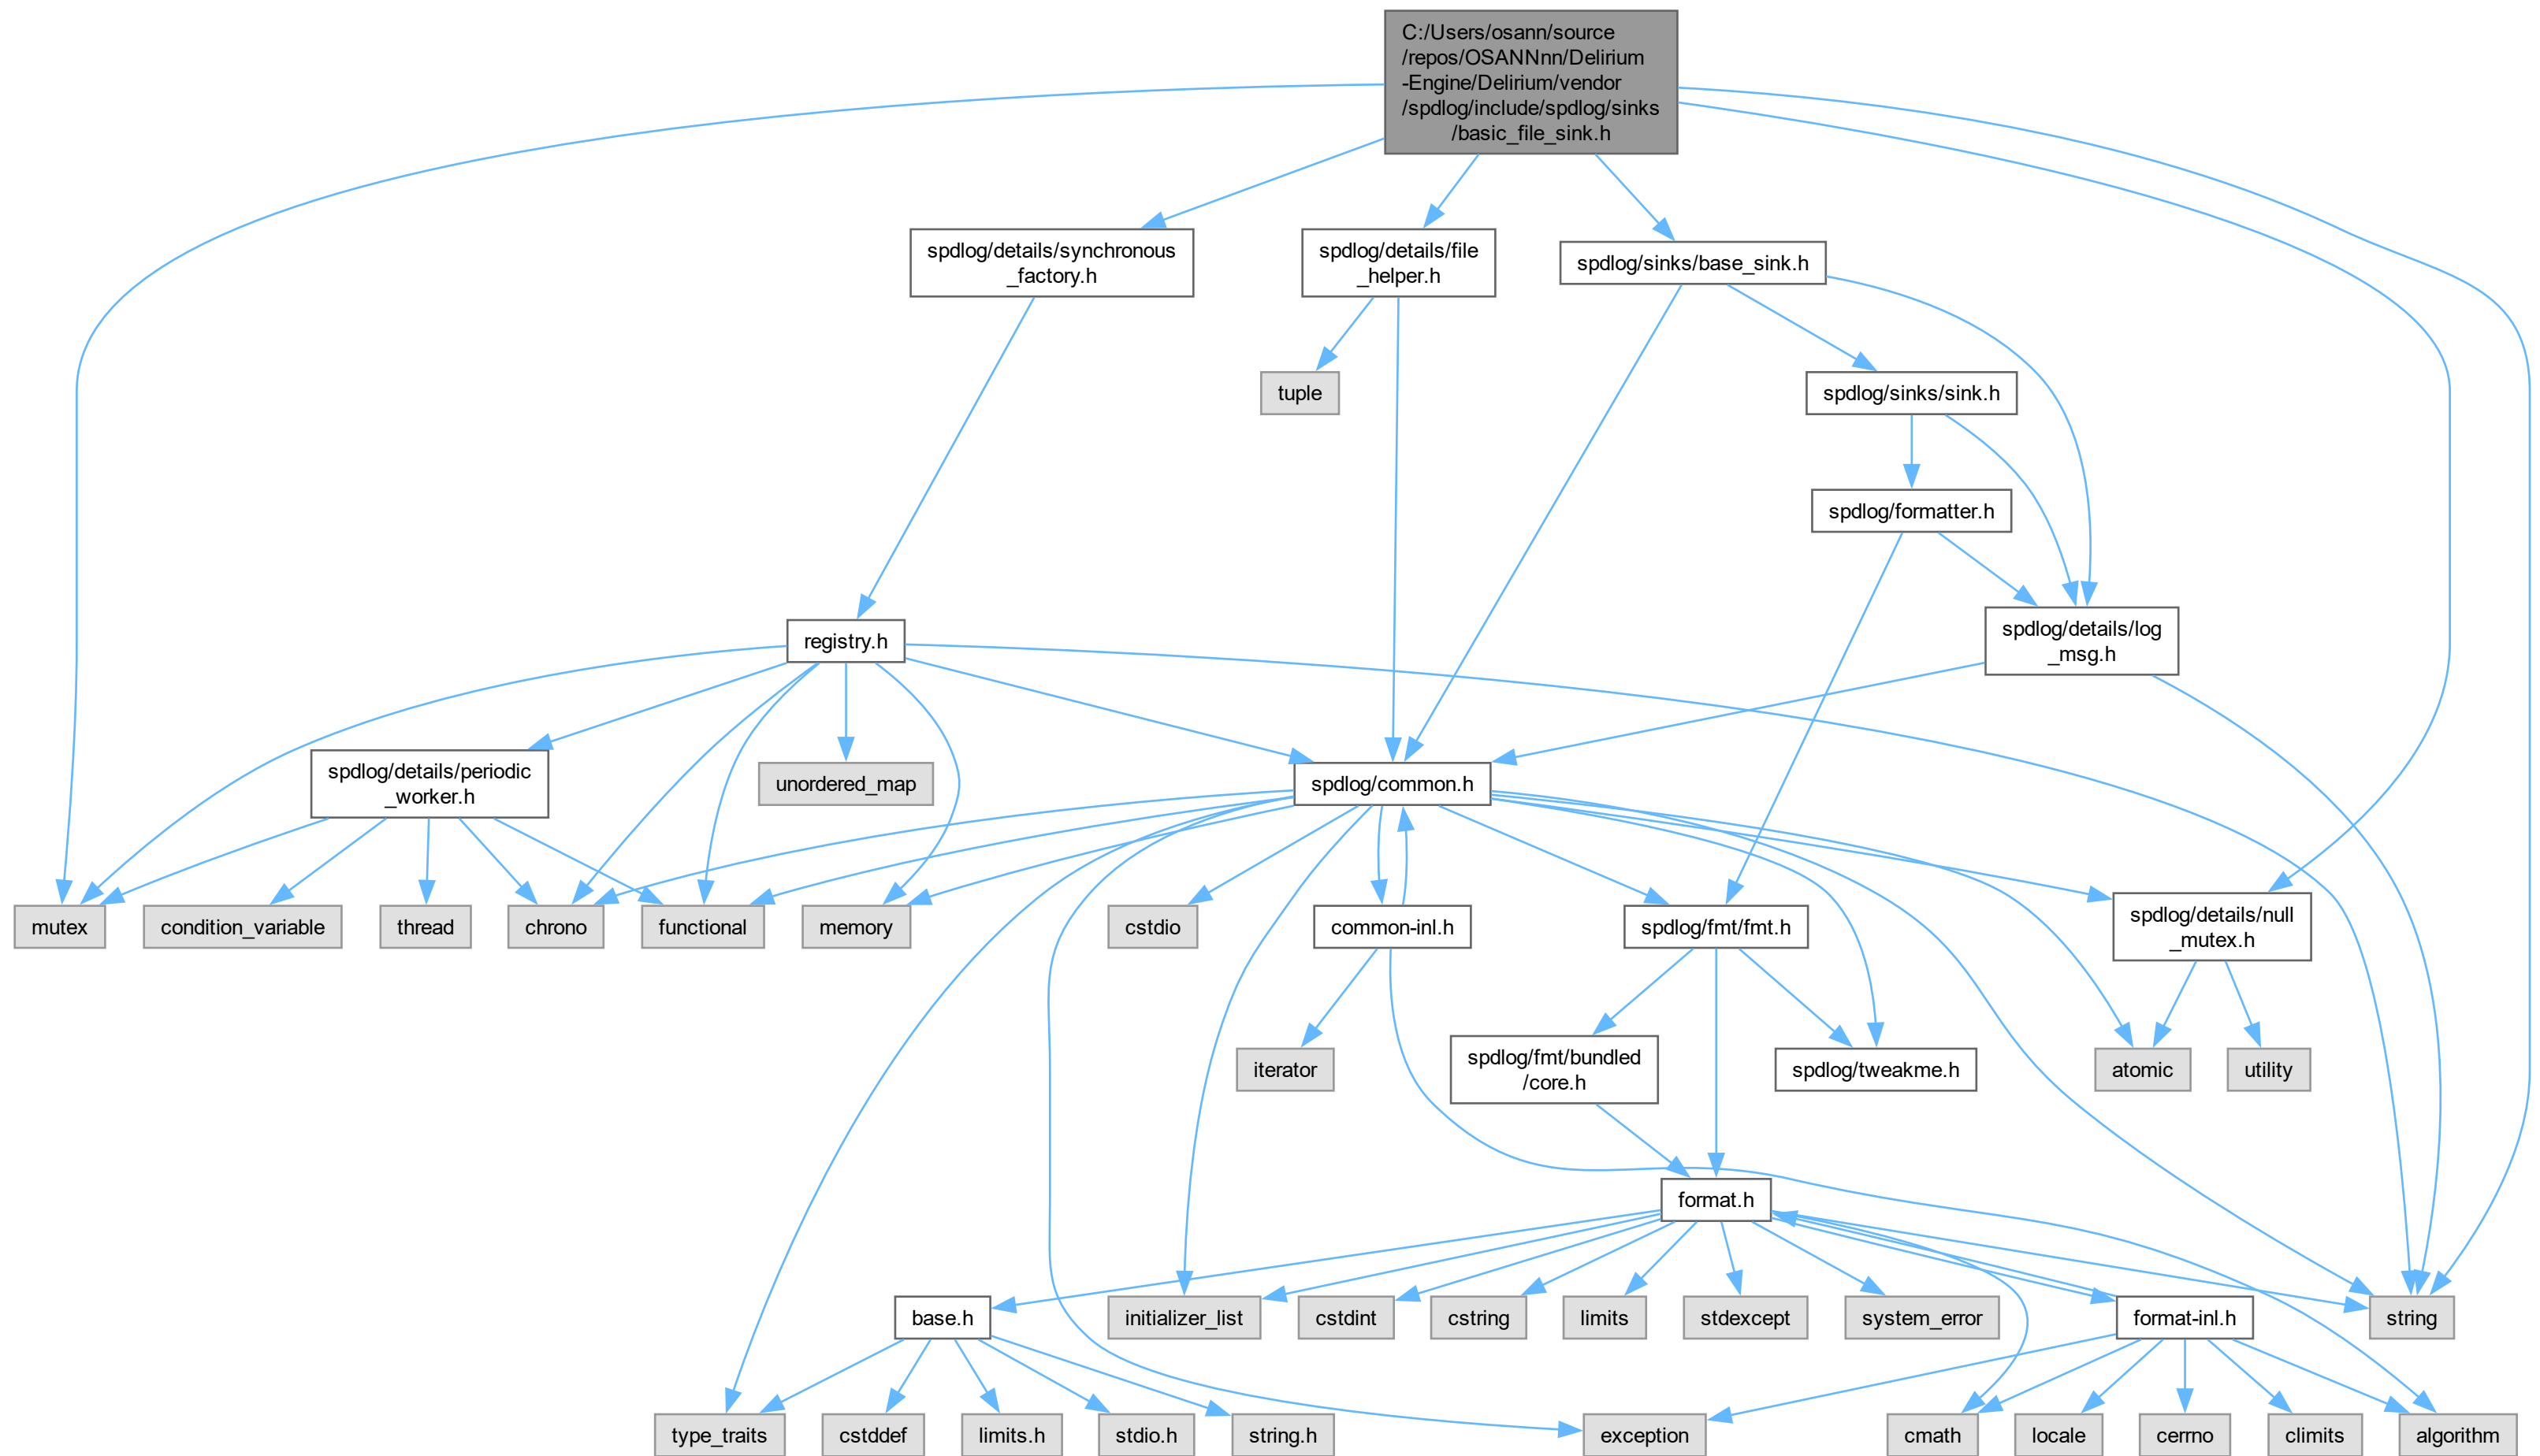 C:/Users/osann/source
/repos/OSANNnn/Delirium
-Engine/Delirium/vendor
/spdlog/include/spdlog/sinks
/basic_file_sink.h
spdlog/details/synchronous
_factory.h
spdlog/details/file
_helper.h
spdlog/sinks/base_sink.h
tuple
spdlog/sinks/sink.h
spdlog/formatter.h
registry.h
spdlog/details/log
_msg.h
spdlog/details/periodic
_worker.h
unordered_map
spdlog/common.h
mutex
condition_variable
thread
chrono
functional
memory
cstdio
common-inl.h
spdlog/fmt/fmt.h
spdlog/details/null
_mutex.h
iterator
spdlog/fmt/bundled
/core.h
spdlog/tweakme.h
atomic
utility
format.h
base.h
initializer_list
cstdint
cstring
limits
stdexcept
system_error
format-inl.h
string
type_traits
cstddef
limits.h
stdio.h
string.h
exception
cmath
locale
cerrno
climits
algorithm